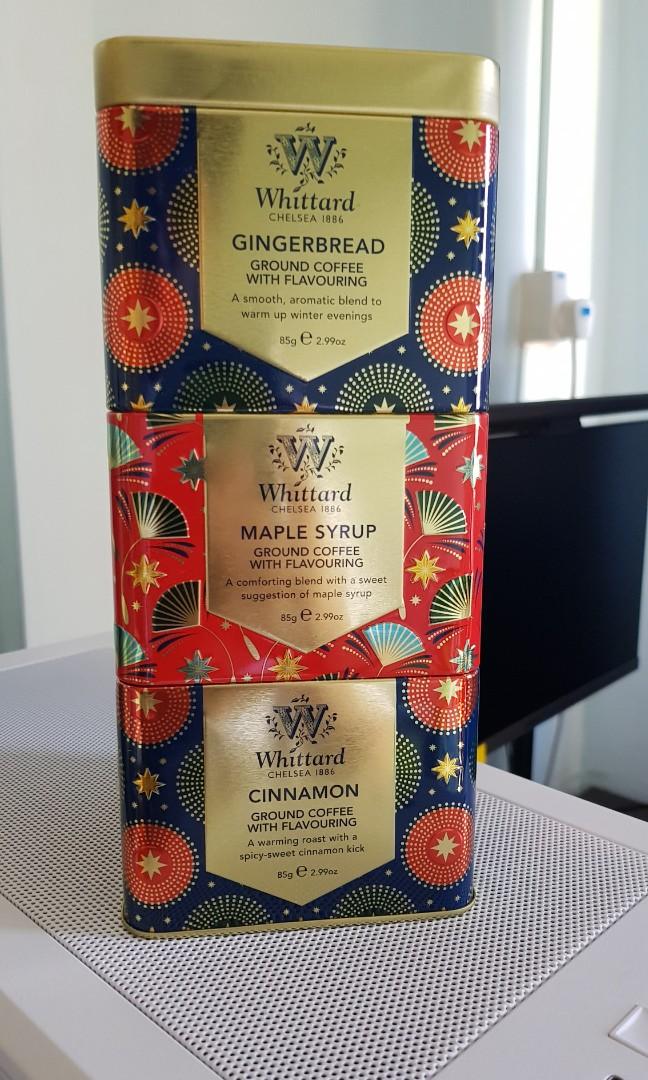 W
Whittard
CHELSEA 1886
GINGERBREAD
GROUND COFFEE
WITH FLAVOURING
A smooth, aromatic blend to
warm up winter evenings
85g ℮ 2.99oz
W
Whittard
CHELSEA 1886
MAPLE SYRUP
GROUND COFFEE
WITH FLAVOURING
A comforting blend with a sweet
suggestion of maple syrup
85g ℮ 2.99oz
W
Whittard
CHELSEA 1886
CINNAMON
GROUND COFFEE
WITH FLAVOURING
A warming roast with a
spicy-sweet cinnamon kick
85g ℮ 2.99oz